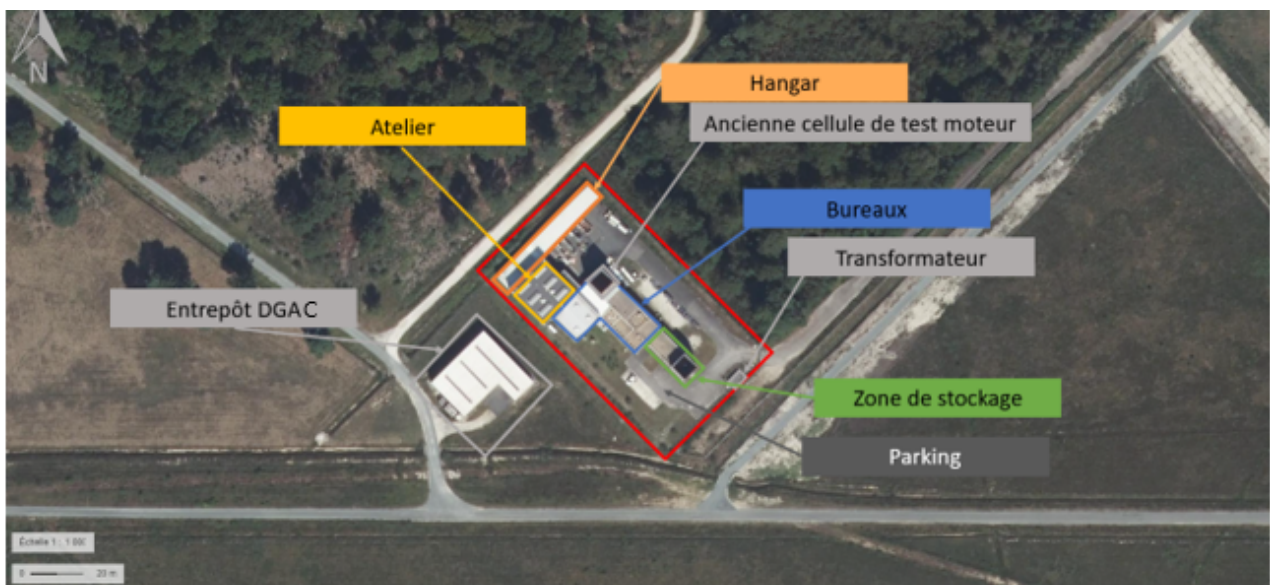 N
Hangar
Ancienne cellule de test moteur
Atelier
Bureaux
Transformateur
Entrepôt DGAC
Zone de stockage
Parking
Échelle 1 : 1 000
0 20 m